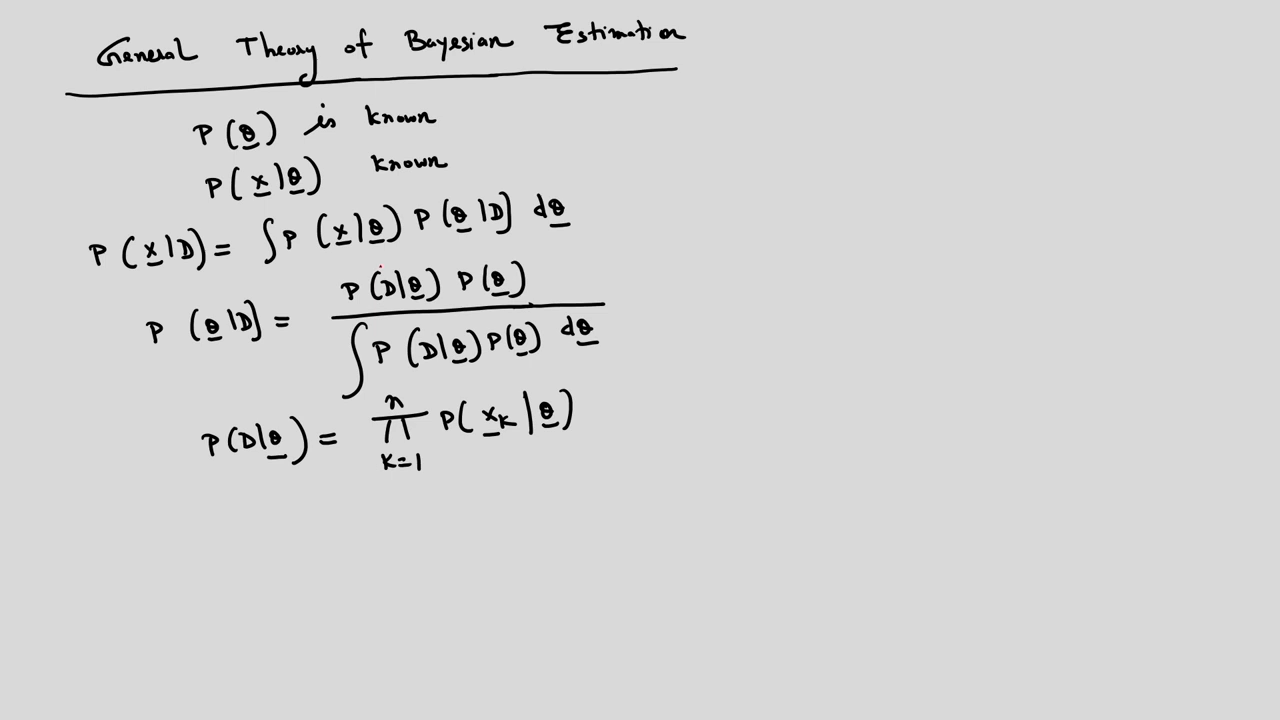 General Theory of Bayesian Estimation
P(θ) is known
P(x|θ) known
P(x|D) = ∫P(x|θ) P(θ|D) dθ
P(θ|D) = P(D|θ) P(θ) / ∫P(D|θ)P(θ) dθ
P(D|θ) = ∏_{k=1}^{n} P(x_k|θ)